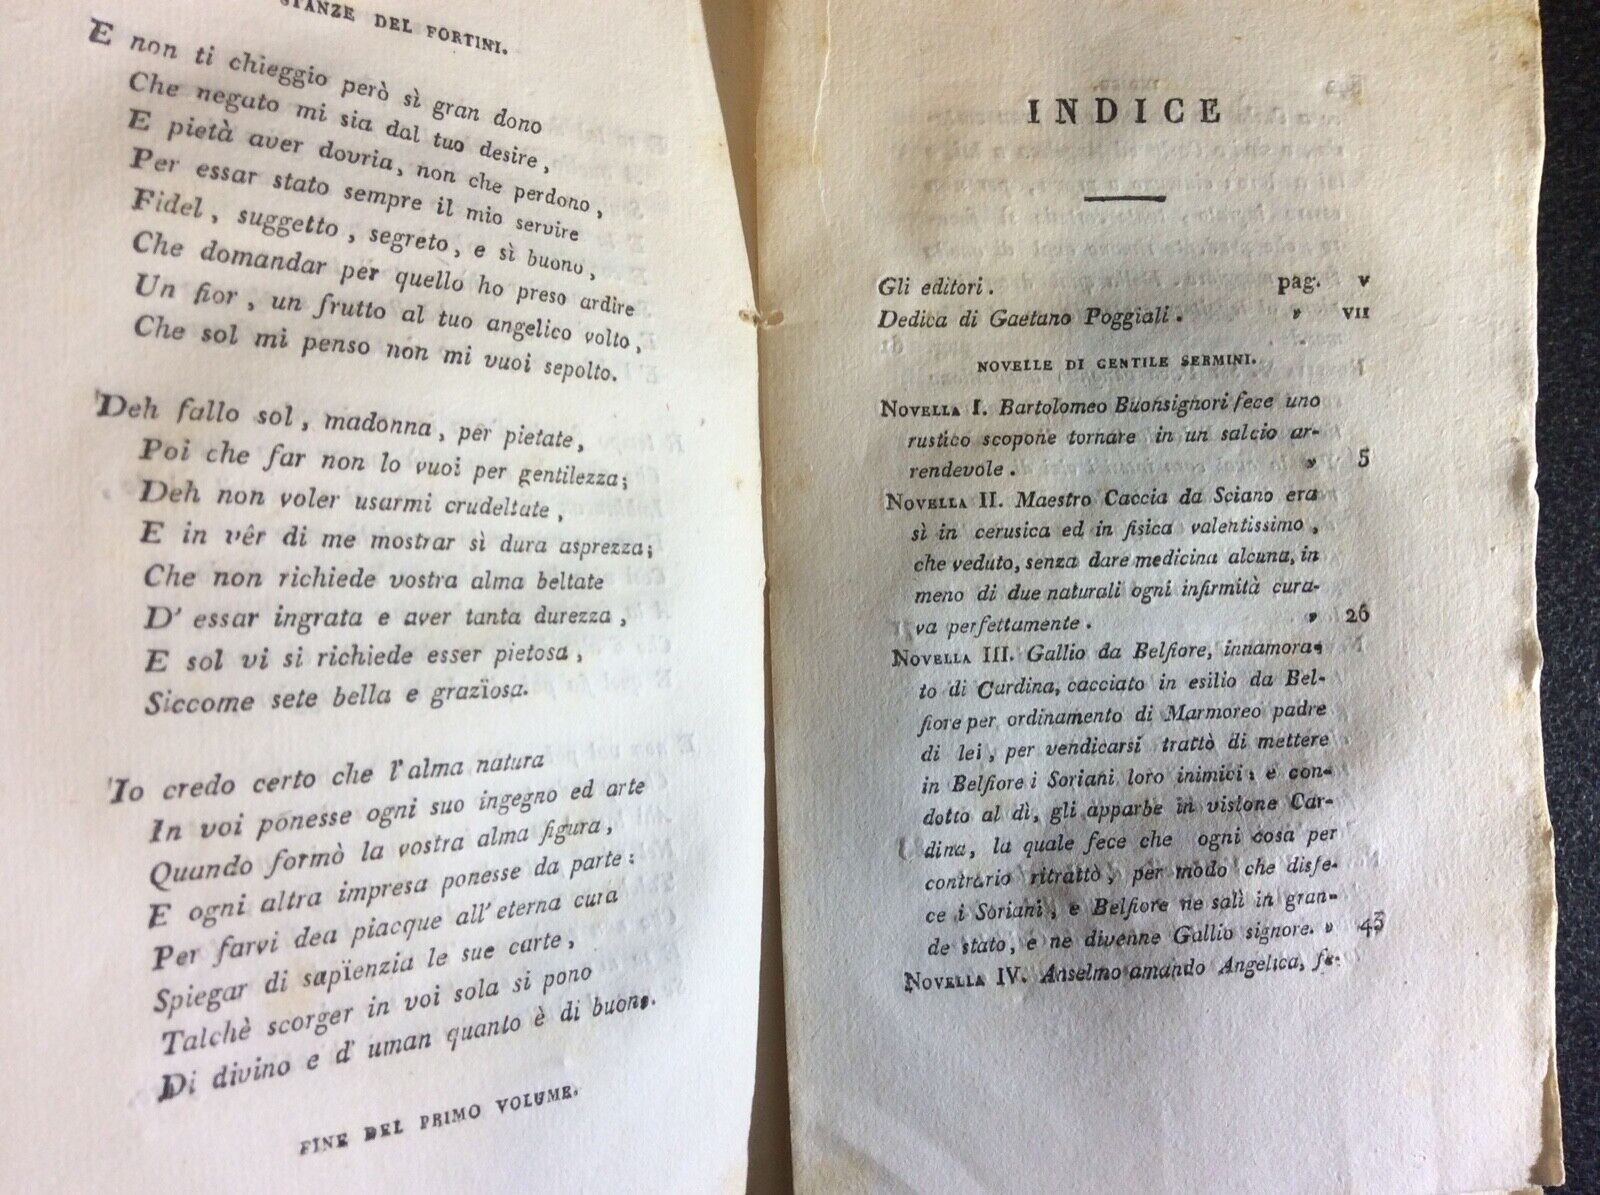 STANZE DEL FORTINI.
E non ti chieggio però sì gran dono
Che negato mi sia dal tuo desire,
E pietà aver dovria, non che perdono,
Per essar stato sempre il mio servire
Fidel, suggetto, segreto, e sì buono,
Che domandar per quello ho preso ardire
Un fior, un frutto al tuo angelico volto,
Che sol mi penso non mi vuoi sepolto.
Deh fallo sol, madonna, per pietate,
Poi che far non lo vuoi per gentilezza;
Deh non voler usarmi crudeltate,
E in vêr di me mostrar sì dura asprezza;
Che non richiede vostra alma beltate
D' essar ingrata e aver tanta durezza,
E sol vi si richiede esser pietosa,
Siccome sete bella e grazïosa.
Io credo certo che l'alma natura
In voi ponesse ogni suo ingegno ed arte
Quando formò la vostra alma figura,
E ogni altra impresa ponesse da parte:
Per farvi dea piacque all'eterna cura
Spiegar di sapïenzia le sue carte,
Talchè scorger in voi sola si pono
Di divino e d' uman quanto è di buono.
FINE DEL PRIMO VOLUME.
INDICE
Gli editori. pag. v
Dedica di Gaetano Poggiali. » VII
NOVELLE DI GENTILE SERMINI.
NOVELLA I. Bartolomeo Buonsignori fece uno
rustico scopone tornare in un salcio ar-
rendevole. » 5
NOVELLA II. Maestro Caccia da Sciano era
sì in cerusica ed in fisica valentissimo,
che veduto, senza dare medicina alcuna, in
meno di due naturali ogni infirmità cura-
va perfettamente. » 26
NOVELLA III. Gallio da Belfiore, innamora-
to di Cardina, cacciato in esilio da Bel-
fiore per ordinamento di Marmoreo padre
di lei, per vendicarsi trattò di mettere
in Belfiore i Soriani loro inimici: e con-
dotto al dì, gli apparbe in visione Car-
dina, la quale fece che ogni cosa per
contrario ritrattò, per modo che disfe-
ce i Soriani, e Belfiore ne salì in gran-
de stato, e ne divenne Gallio signore. » 43
NOVELLA IV. Anselmo amando Angelica, fe-